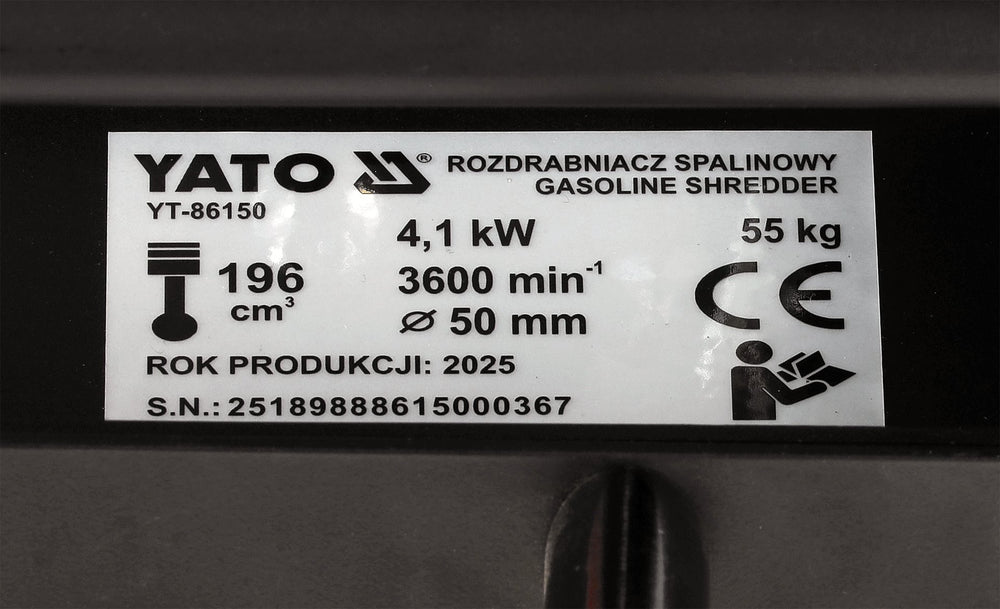 YATO ® ROZDRABNIACZ SPALINOWY
GASOLINE SHREDDER
YT-86150
4,1 kW 55 kg
196 cm³
3600 min⁻¹
⌀ 50 mm
CE
ROK PRODUKCJI: 2025
S.N.: 25189888615000367